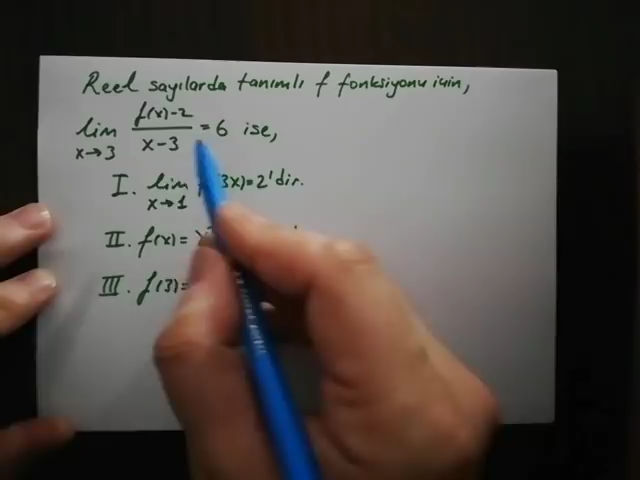 Reel sayılarda tanımlı f fonksiyonu için,
lim x→3 f(x)-2 / x-3 = 6 ise,
I. lim x→1 (3x)=2'dir.
II. f(x)=
III. f(3)=